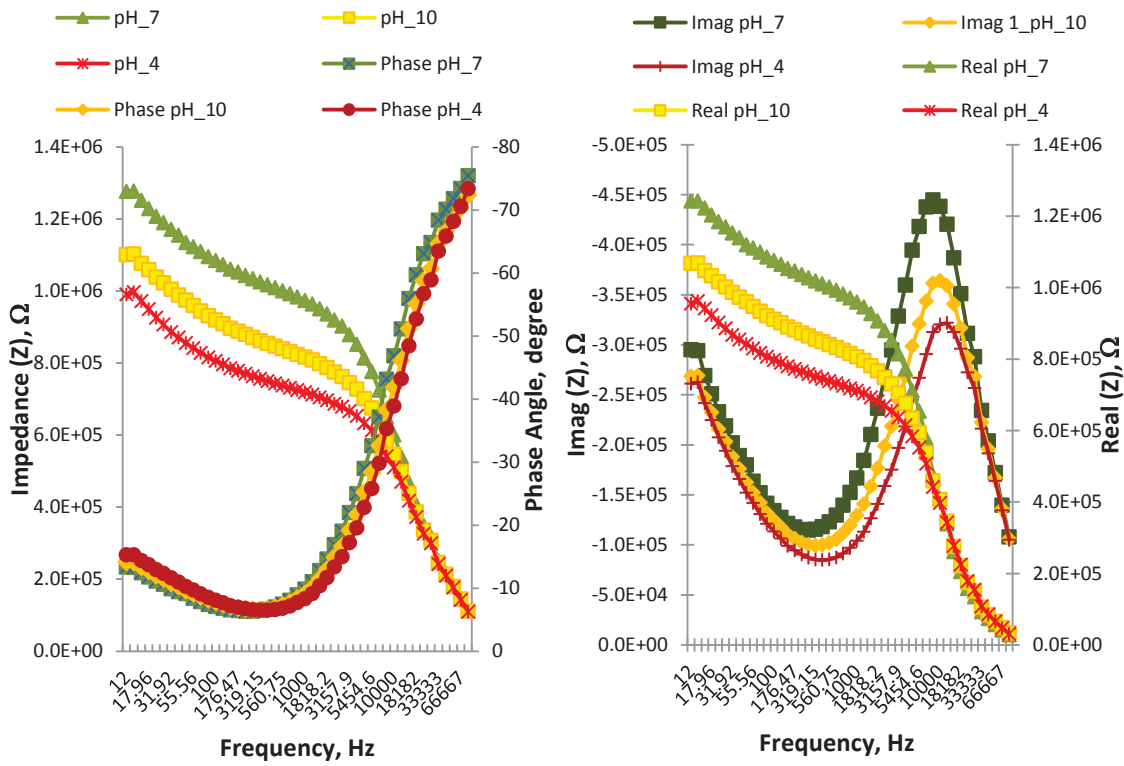 pH_7
pH_10
pH_4
Phase pH_7
Phase pH_10
Phase pH_4
1.4E+06
1.2E+06
1.0E+06
8.0E+05
6.0E+05
4.0E+05
2.0E+05
0.0E+00
Impedance (Z), Ω
-80
-70
-60
-50
-40
-30
-20
-10
0
Phase Angle, degree
12
17.96
31.92
55.56
100
176.47
319.15
560.75
1000
1818.2
3157.9
5454.6
10000
18182
33333
66667
Frequency, Hz
Imag pH_7
Imag 1_pH_10
Imag pH_4
Real pH_7
Real pH_10
Real pH_4
-5.0E+05
-4.5E+05
-4.0E+05
-3.5E+05
-3.0E+05
-2.5E+05
-2.0E+05
-1.5E+05
-1.0E+05
-5.0E+04
0.0E+00
Imag (Z), Ω
1.4E+06
1.2E+06
1.0E+06
8.0E+05
6.0E+05
4.0E+05
2.0E+05
0.0E+00
Real (Z), Ω
12
17.96
31.92
55.56
100
176.47
319.15
560.75
1000
1818.2
3157.9
5454.6
10000
18182
33333
66667
Frequency, Hz